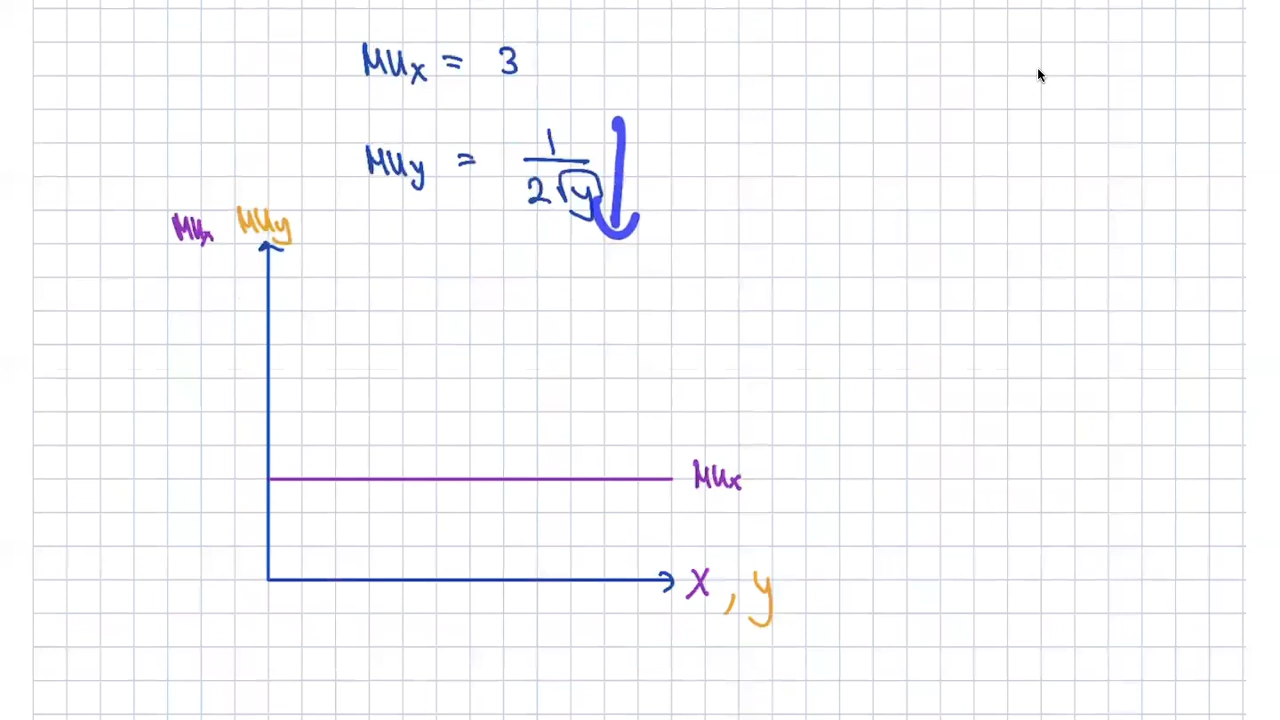 MUx = 3
MUy = 1/(2√y)
MUx MUy
MUx
X, y